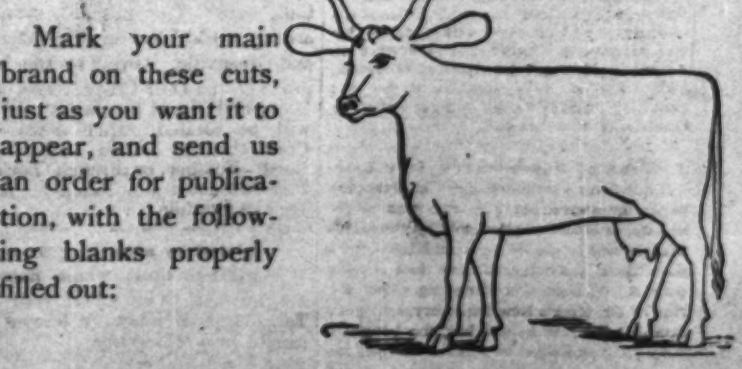 Mark your main
brand on these cuts,
just as you want it to
appear, and send us
an order for publica-
tion, with the follow-
ing blanks properly
filled out: